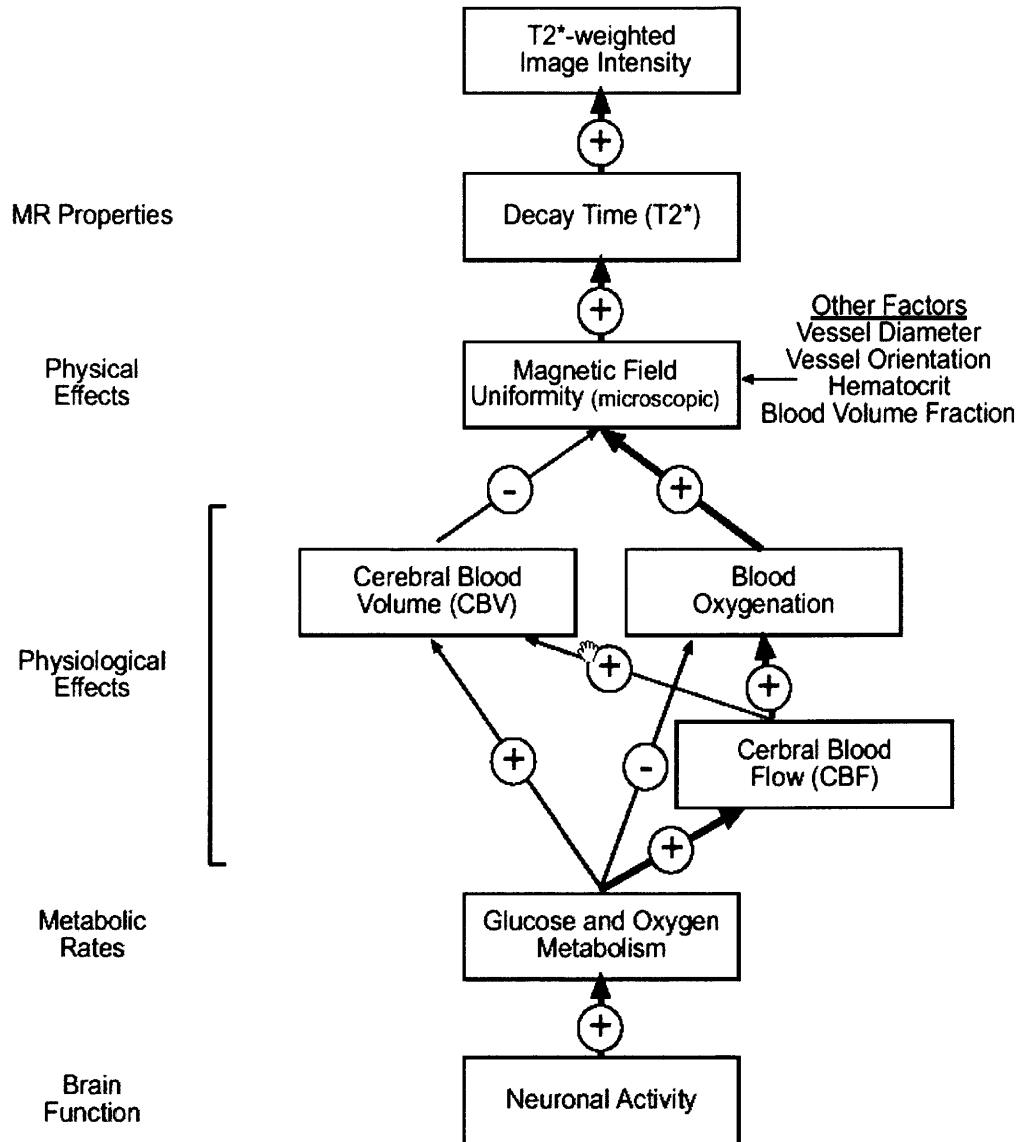 T2*-weighted
Image Intensity
+
MR Properties
Decay Time (T2*)
+
Other Factors
Vessel Diameter
Vessel Orientation
Hematocrit
Blood Volume Fraction
Physical
Effects
Magnetic Field
Uniformity (microscopic)
-
+
Cerebral Blood
Volume (CBV)
Blood
Oxygenation
Physiological
Effects
+
+
Cerbral Blood
Flow (CBF)
+
-
+
Metabolic
Rates
Glucose and Oxygen
Metabolism
+
Brain
Function
Neuronal Activity